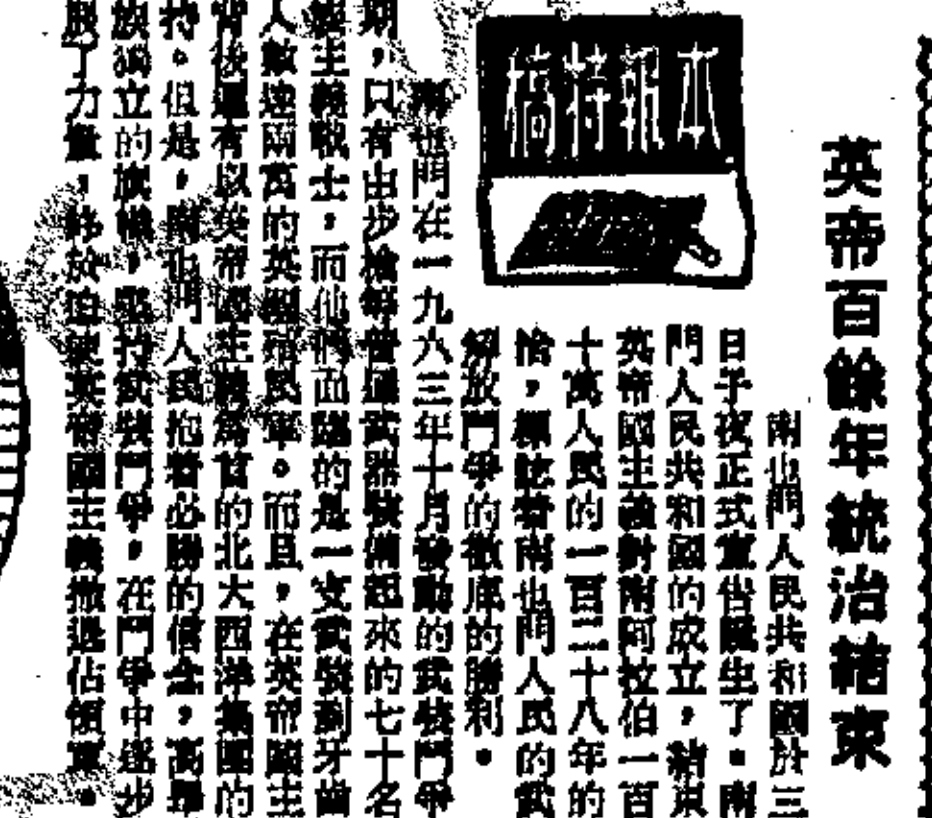 英帝百餘年統治結束
本報特稿
南也門人民共和國於三
日子夜正式宣告誕生了。南
門人民共和國的成立,結束
英帝國主義對南阿拉伯一百
十萬人民的一百二十八年的
治,標誌着南也門人民的武
解放鬥爭的徹底的勝利。
南也門在一九六三年十月發動的武裝鬥爭
期,只有由步槍等普通武器裝備起來的七十名
主義戰士,而他們面臨的是一支武裝到牙齒
人數達兩萬的英國殖民軍。而且,在英帝國主
背後還有以英帝國主義爲首的北大西洋集團的
持。但是,南也門人民抱着必勝的信念,高舉
族獨立的旗幟,堅持武裝鬥爭,在鬥爭中逐步
展了力量,終於迫使英帝國主義撤退佔領軍。